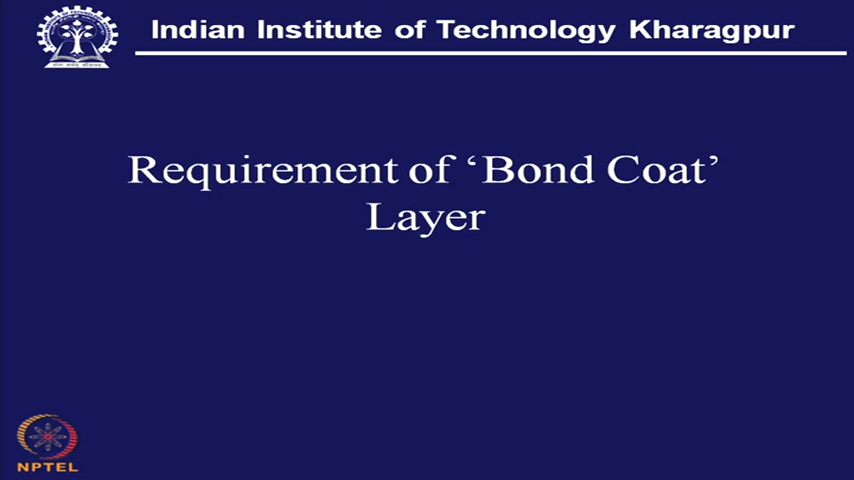 Indian Institute of Technology Kharagpur
Requirement of ‘Bond Coat’
Layer
NPTEL